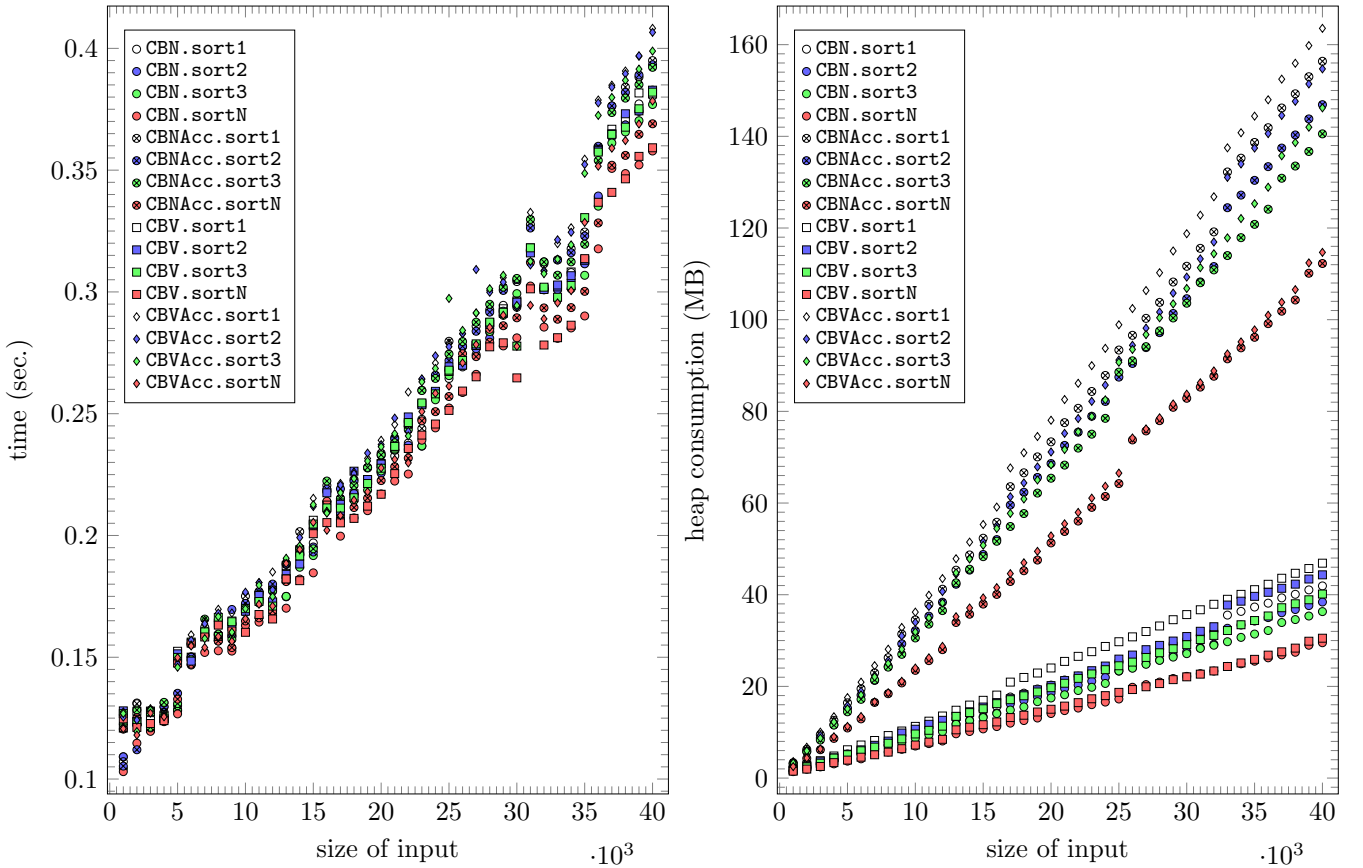 0.4
0.35
0.3
0.25
0.2
0.15
0.1
time (sec.)
CBN.sort1
CBN.sort2
CBN.sort3
CBN.sortN
CBNAcc.sort1
CBNAcc.sort2
CBNAcc.sort3
CBNAcc.sortN
CBV.sort1
CBV.sort2
CBV.sort3
CBV.sortN
CBVAcc.sort1
CBVAcc.sort2
CBVAcc.sort3
CBVAcc.sortN
0 5 10 15 20 25 30 35 40
size of input
·10³
160
140
120
100
80
60
40
20
0
heap consumption (MB)
CBN.sort1
CBN.sort2
CBN.sort3
CBN.sortN
CBNAcc.sort1
CBNAcc.sort2
CBNAcc.sort3
CBNAcc.sortN
CBV.sort1
CBV.sort2
CBV.sort3
CBV.sortN
CBVAcc.sort1
CBVAcc.sort2
CBVAcc.sort3
CBVAcc.sortN
0 5 10 15 20 25 30 35 40
size of input
·10³